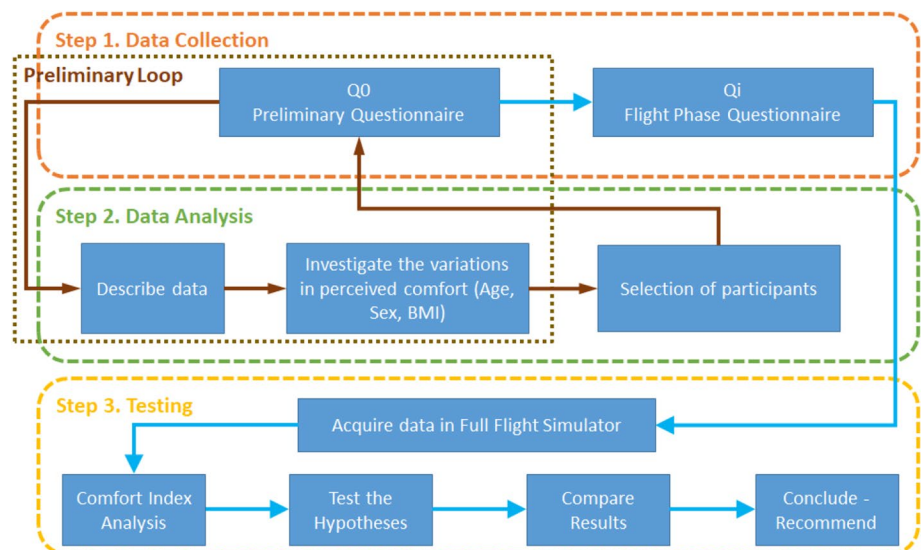 Step 1. Data Collection
Preliminary Loop
Q0
Preliminary Questionnaire
Qi
Flight Phase Questionnaire
Step 2. Data Analysis
Describe data
Investigate the variations
in perceived comfort (Age,
Sex, BMI)
Selection of participants
Step 3. Testing
Acquire data in Full Flight Simulator
Comfort Index
Analysis
Test the
Hypotheses
Compare
Results
Conclude -
Recommend